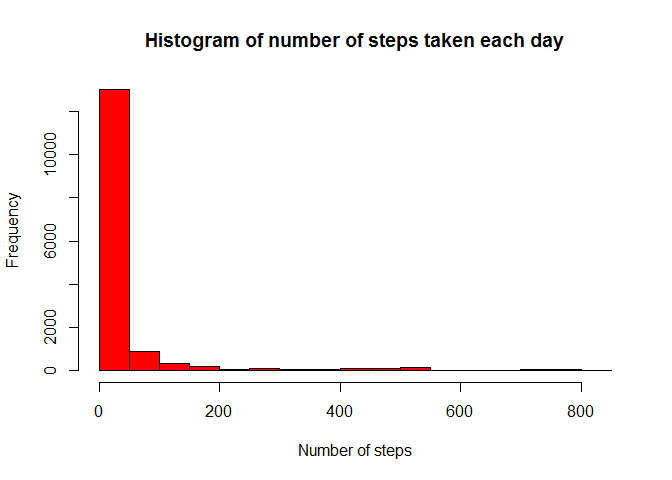 Histogram of number of steps taken each day
Frequency
10000
6000
2000
0
0 200 400 600 800
Number of steps